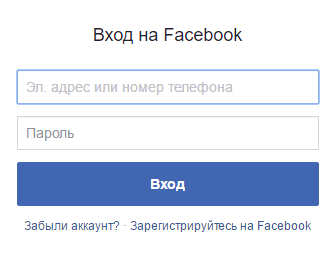 Вход на Facebook
Эл. адрес или номер телефона
Пароль
Вход
Забыли аккаунт? · Зарегистрируйтесь на Facebook